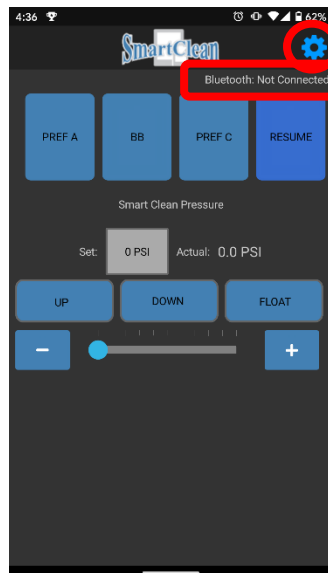 4:36 62%
SmartClean
Bluetooth: Not Connected
PREF A BB PREF C RESUME
Smart Clean Pressure
Set: 0 PSI Actual: 0.0 PSI
UP DOWN FLOAT
- +